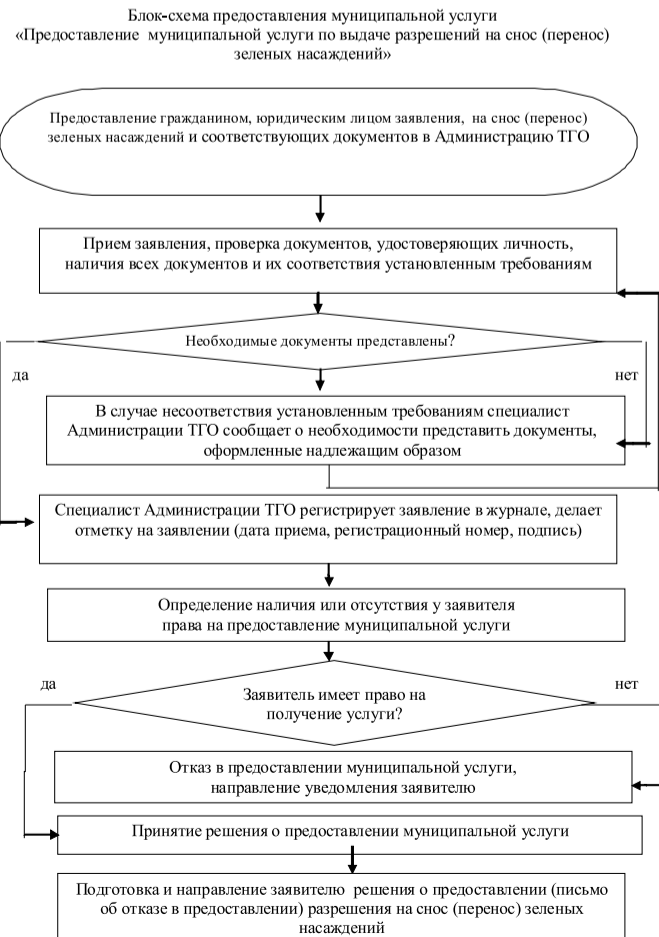 Блок-схема предоставления муниципальной услуги
«Предоставление муниципальной услуги по выдаче разрешений на снос (перенос)
зеленых насаждений»
Предоставление гражданином, юридическим лицом заявления, на снос (перенос)
зеленых насаждений и соответствующих документов в Администрацию ТГО
Прием заявления, проверка документов, удостоверяющих личность,
наличия всех документов и их соответствия установленным требованиям
Необходимые документы представлены?
да
нет
В случае несоответствия установленным требованиям специалист
Администрации ТГО сообщает о необходимости представить документы,
оформленные надлежащим образом
Специалист Администрации ТГО регистрирует заявление в журнале, делает
отметку на заявлении (дата приема, регистрационный номер, подпись)
Определение наличия или отсутствия у заявителя
права на предоставление муниципальной услуги
да
нет
Заявитель имеет право на
получение услуги?
Отказ в предоставлении муниципальной услуги,
направление уведомления заявителю
Принятие решения о предоставлении муниципальной услуги
Подготовка и направление заявителю решения о предоставлении (письмо
об отказе в предоставлении) разрешения на снос (перенос) зеленых
насаждений